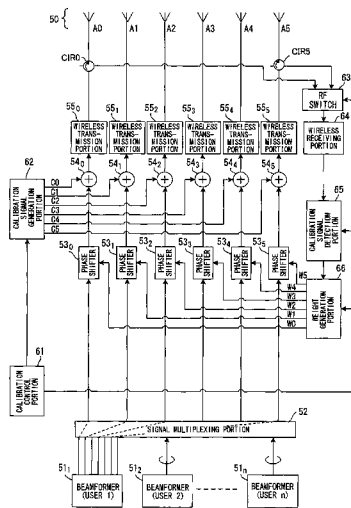 50
A0 A1 A2 A3 A4 A5
CIR0 CIR5
63
RF SWITCH
55₀ 55₁ 55₂ 55₃ 55₄ 55₅
64
WIRELESS TRANS-MISSION PORTION
WIRELESS TRANS-MISSION PORTION
WIRELESS TRANS-MISSION PORTION
WIRELESS TRANS-MISSION PORTION
WIRELESS TRANS-MISSION PORTION
WIRELESS TRANS-MISSION PORTION
WIRELESS RECEIVING PORTION
62
54₀ 54₁ 54₂ 54₃ 54₄ 54₅
CALIBRATION SIGNAL GENERATION PORTION
C0
C1
C2
C3
C4
C5
65
CALIBRATION SIGNAL DETECTION PORTION
53₀ 53₁ 53₂ 53₃ 53₄ 53₅
66
PHASE SHIFTER
PHASE SHIFTER
PHASE SHIFTER
PHASE SHIFTER
PHASE SHIFTER
PHASE SHIFTER
W5
W4
W3
W2
W1
W0
WEIGHT GENERATION PORTION
61
CALIBRATION CONTROL PORTION
52
SIGNAL MULTIPLEXING PORTION
51₁ 51₂ 51n
BEAMFORMER (USER 1)
BEAMFORMER (USER 2)
BEAMFORMER (USER n)